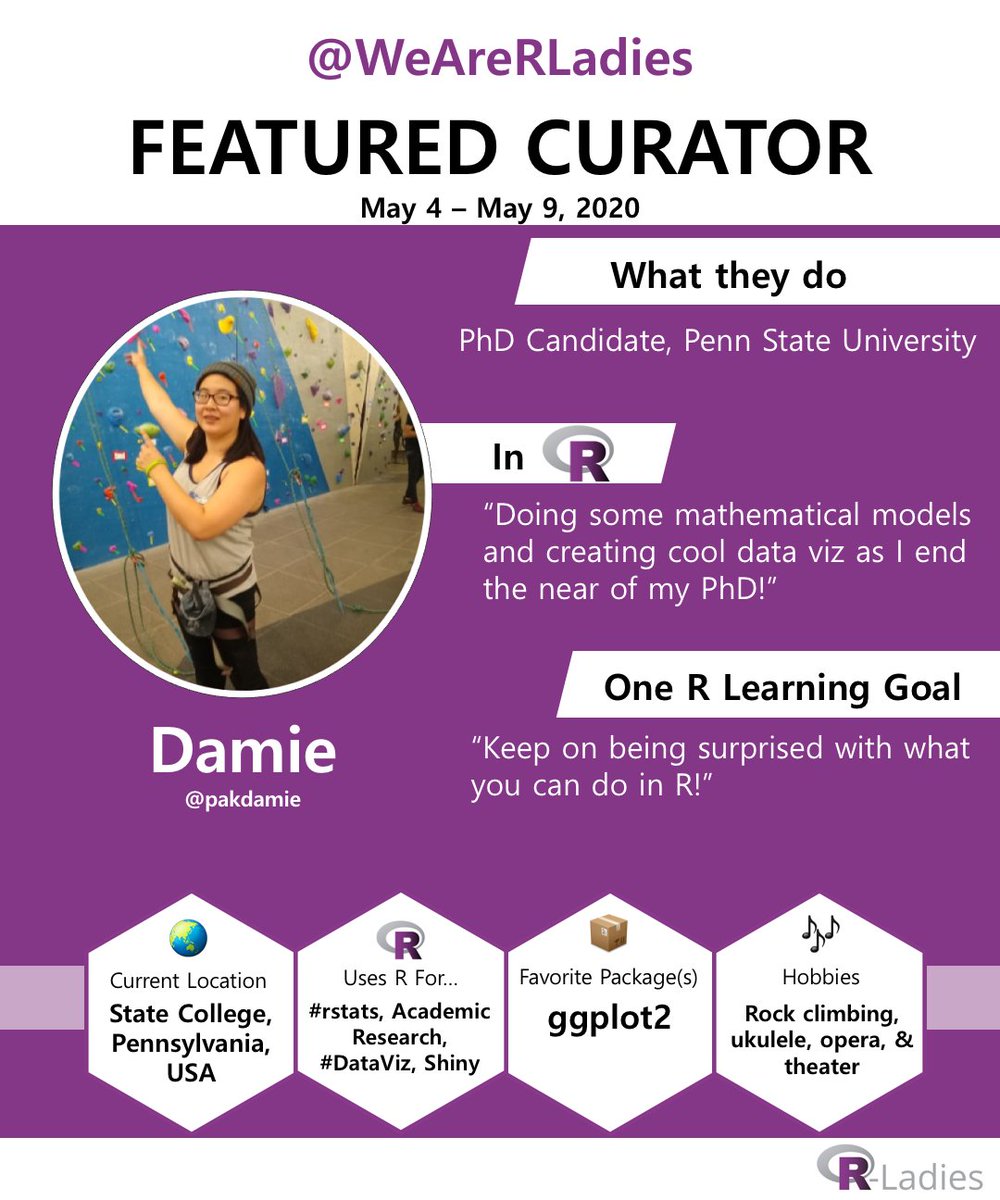 @WeAreRLadies
FEATURED CURATOR
May 4 – May 9, 2020
What they do
PhD Candidate, Penn State University
In R
“Doing some mathematical models
and creating cool data viz as I end
the near of my PhD!”
One R Learning Goal
“Keep on being surprised with what
you can do in R!”
Damie
@pakdamie
Current Location
State College,
Pennsylvania,
USA
R
Uses R For...
#rstats, Academic
Research,
#DataViz, Shiny
Favorite Package(s)
ggplot2
Hobbies
Rock climbing,
ukulele, opera, &
theater
R-Ladies